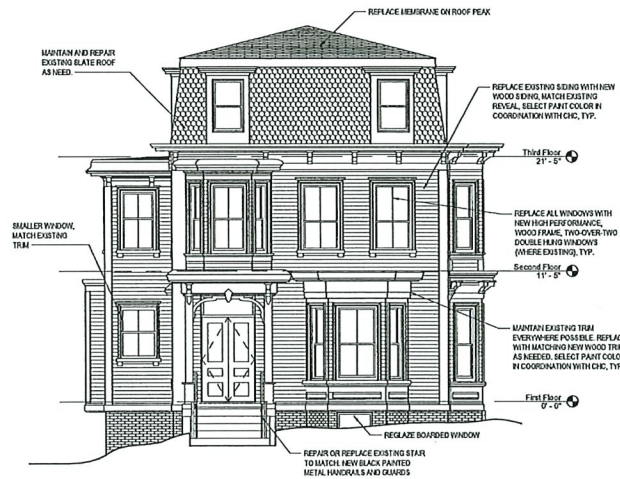 REPLACE MEMBRANE ON ROOF PEAK
MAINTAIN AND REPAIR
EXISTING SLATE ROOF
AS NEED.
REPLACE EXISTING SIDING WITH NEW
WOOD SIDING, MATCH EXISTING
REVEAL, SELECT PAINT COLOR IN
COORDINATION WITH CHC, TYP.
Third Floor
21' - 5"
SMALLER WINDOW,
MATCH EXISTING
TRIM
REPLACE ALL WINDOWS WITH
NEW HIGH PERFORMANCE,
WOOD FRAME, TWO-OVER-TWO
DOUBLE HUNG WINDOWS
(WHERE EXISTING), TYP.
Second Floor
11' - 5"
MAINTAN EXISTING TRIM
EVERYWHERE POSSIBLE. REPLAC
WITH MATCHING NEW WOOD TRI
AS NEEDED. SELECT PAINT COLO
IN COORDINATION WITH CHC, TYP
First Floor
0' - 0"
REGLAZE BOARDED WINDOW
REPAIR OR REPLACE EXISTING STAIR
TO MATCH. NEW BLACK PAINTED
METAL HANDRAILS AND GUARDS